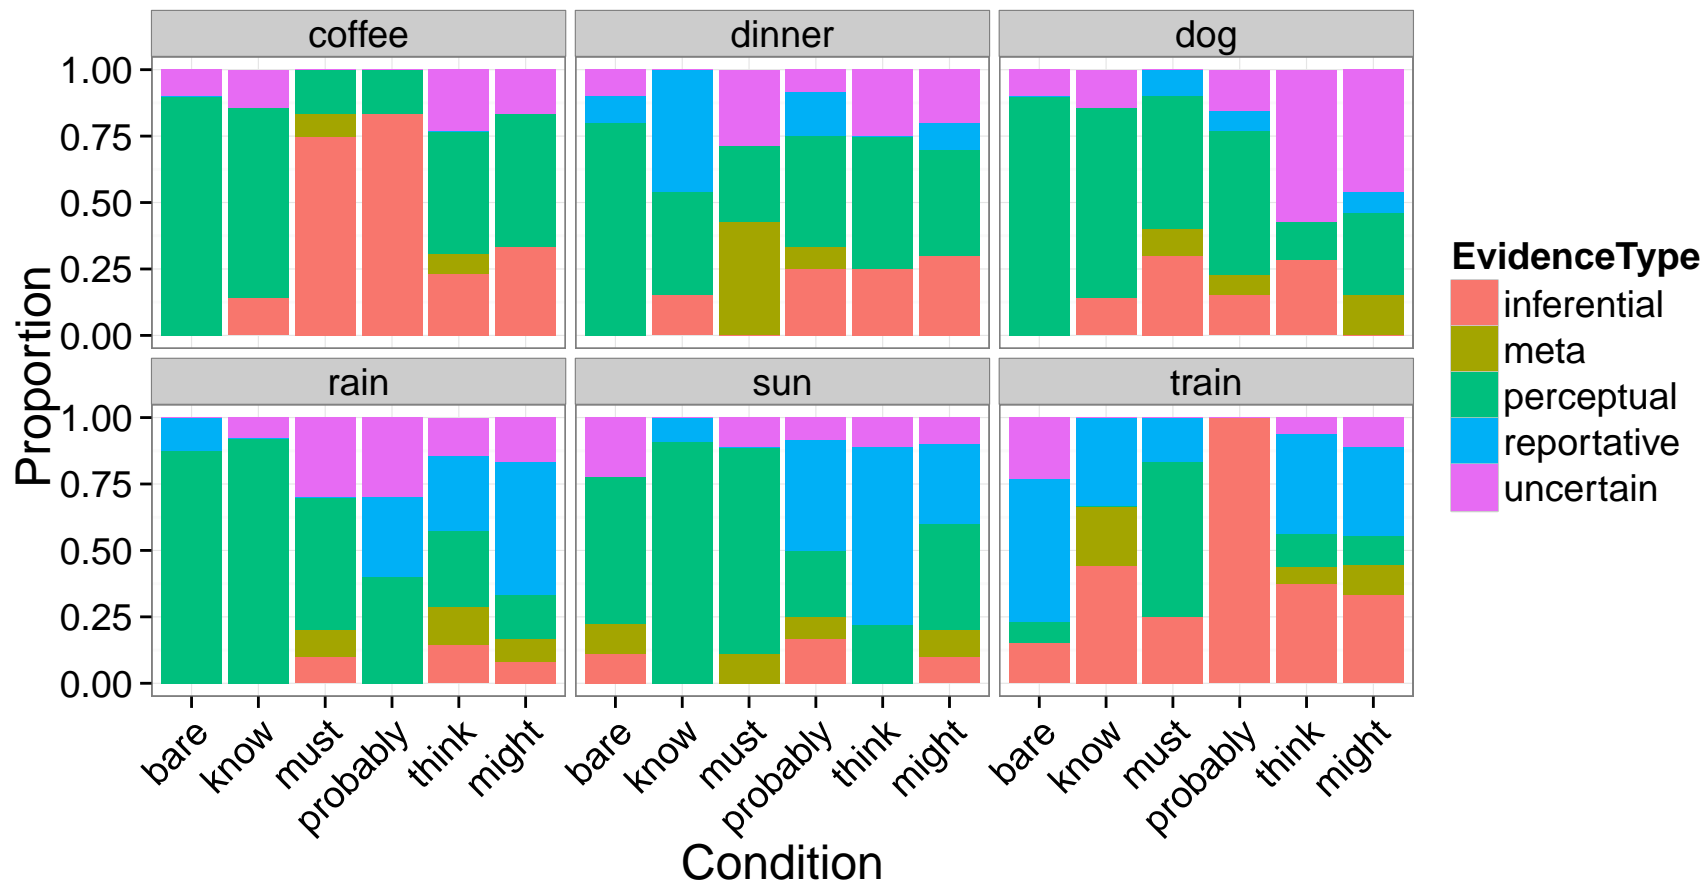 coffee dinner dog
1.00
0.75
0.50
0.25
0.00
rain sun train
1.00
0.75
0.50
0.25
0.00
Proportion
bare know must probably think might bare know must probably think might bare know must probably think might
Condition
EvidenceType
inferential
meta
perceptual
reportative
uncertain